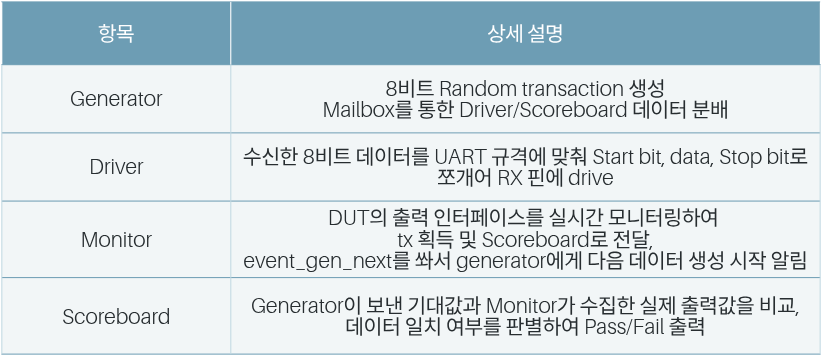 항목
상세 설명
Generator
8비트 Random transaction 생성
Mailbox를 통한 Driver/Scoreboard 데이터 분배
Driver
수신한 8비트 데이터를 UART 규격에 맞춰 Start bit, data, Stop bit로
쪼개어 RX 핀에 drive
Monitor
DUT의 출력 인터페이스를 실시간 모니터링하여
tx 획득 및 Scoreboard로 전달,
event_gen_next를 쏴서 generator에게 다음 데이터 생성 시작 알림
Scoreboard
Generator이 보낸 기대값과 Monitor가 수집한 실제 출력값을 비교,
데이터 일치 여부를 판별하여 Pass/Fail 출력